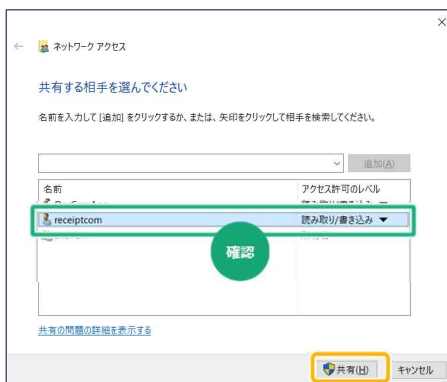 ネットワーク アクセス
共有する相手を選んでください
名前を入力して [追加] をクリックするか、または、矢印をクリックして相手を検索してください。
追加(A)
名前 アクセス許可のレベル
receiptcom 読み取り/書き込み ▼
確認
共有の問題の詳細を表示する
共有(H) キャンセル